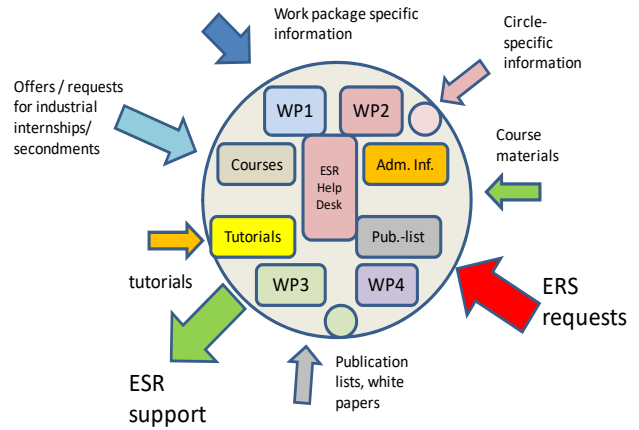 Work package specific
information
Circle-
specific
information
Offers / requests
for industrial
internships/
secondments
WP1
WP2
Courses
ESR
Help
Desk
Adm. Inf.
Course
materials
Tutorials
Pub.-list
tutorials
WP3
WP4
ERS
requests
ESR
support
Publication
lists, white
papers